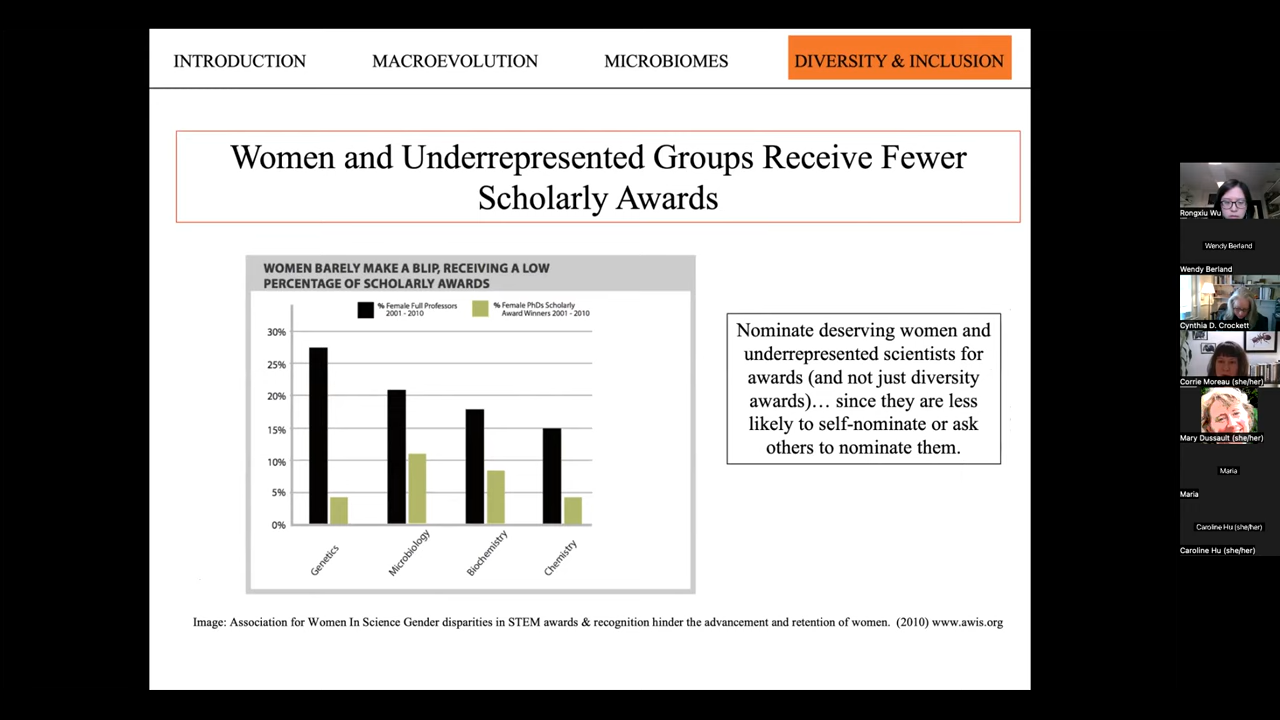 INTRODUCTION MACROEVOLUTION MICROBIOMES DIVERSITY & INCLUSION
Women and Underrepresented Groups Receive Fewer
Scholarly Awards
WOMEN BARELY MAKE A BLIP, RECEIVING A LOW
PERCENTAGE OF SCHOLARLY AWARDS
% Female Full Professors
2001 - 2010
% Female PhDs Scholarly
Award Winners 2001 - 2010
30%
25%
20%
15%
10%
5%
0%
Genetics
Microbiology
Biochemistry
Chemistry
Nominate deserving women and
underrepresented scientists for
awards (and not just diversity
awards)… since they are less
likely to self-nominate or ask
others to nominate them.
Image: Association for Women In Science Gender disparities in STEM awards & recognition hinder the advancement and retention of women. (2010) www.awis.org
Rongxiu Wu
Wendy Berland
Wendy Berland
Cynthia D. Crockett
Corrie Moreau (she/her)
Mary Dussault (she/her)
Maria
Maria
Caroline Hu (she/her)
Caroline Hu (she/her)